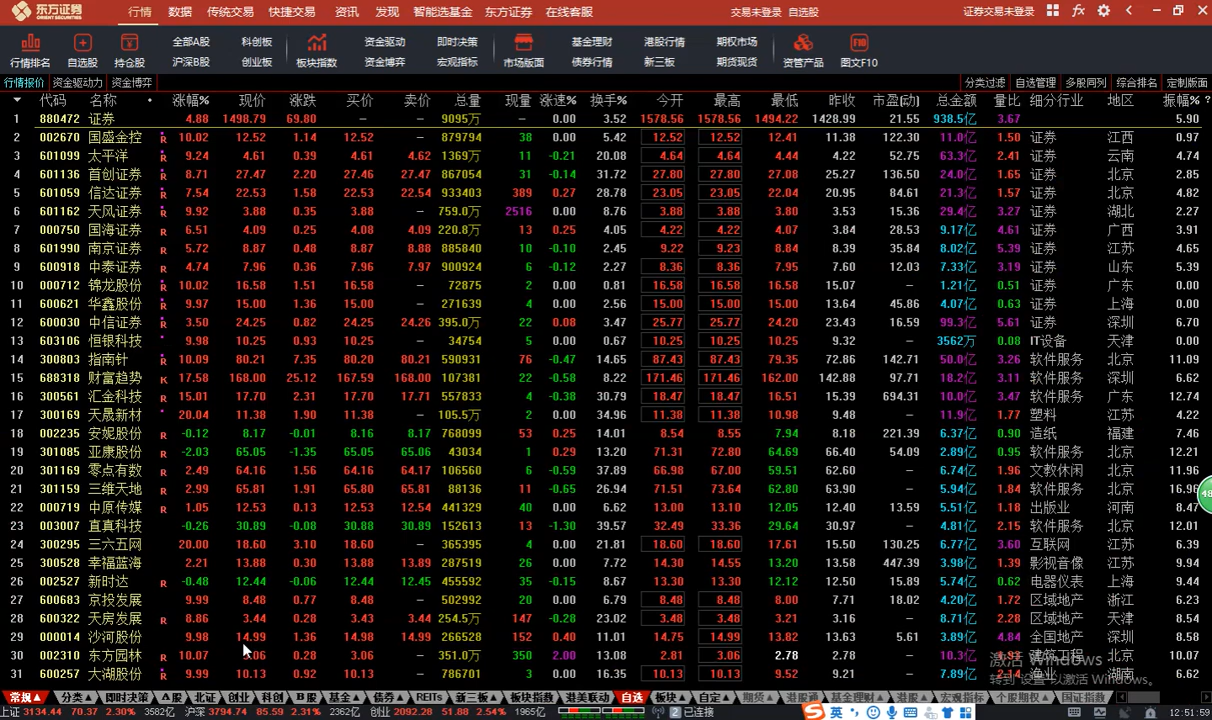 东方证券 ORIENT SECURITIES 行情 数据 传统交易 快捷交易 资讯 发现 智能选基金 东方证券 在线客服 交易未登录 自选股 证券交易未登录
全部A股 科创板 资金驱动 即时决策 基金理财 港股行情 期权市场 F10
行情排名 自选股 持仓股 沪深B股 创业板 板块指数 资金博弈 宏观指标 市场版面 债券行情 新三板 期货现货 资管产品 图文F10
行情报价 资金驱动力 资金博弈 分类过滤 自选管理 多股同列 综合排名 定制版面
代码 名称 涨幅% 现价 涨跌 买价 卖价 总量 现量 涨速% 换手% 今开 最高 最低 昨收 市盈(动) 总金额 量比 细分行业 地区 振幅% ?
1 880472 证券 4.88 1498.79 69.80 – – 9095万 – 0.00 3.52 1578.56 1578.56 1494.22 1428.99 21.55 938.5亿 3.67 5.90
2 002670 国盛金控 R 10.02 12.52 1.14 12.52 – 879794 38 0.00 5.42 12.52 12.52 12.41 11.38 122.30 11.0亿 1.50 证券 江西 0.97
3 601099 太平洋 R 9.24 4.61 0.39 4.61 4.62 1369万 11 -0.21 20.08 4.64 4.64 4.44 4.22 52.75 63.3亿 2.41 证券 云南 4.74
4 601136 首创证券 R 8.71 27.47 2.20 27.46 27.47 867054 31 -0.14 31.72 27.80 27.80 27.08 25.27 136.50 24.0亿 1.65 证券 北京 2.85
5 601059 信达证券 R 7.54 22.53 1.58 22.53 22.54 933403 389 0.27 28.78 23.05 23.05 22.04 20.95 84.61 21.3亿 1.57 证券 北京 4.82
6 601162 天风证券 R 9.92 3.88 0.35 3.88 – 759.0万 2516 0.00 8.76 3.88 3.88 3.80 3.53 15.36 29.4亿 3.27 证券 湖北 2.27
7 000750 国海证券 R 6.51 4.09 0.25 4.08 4.09 220.8万 13 0.25 4.05 4.22 4.22 4.07 3.84 28.53 9.17亿 4.61 证券 广西 3.91
8 601990 南京证券 R 5.72 8.87 0.48 8.87 8.88 885840 10 -0.10 2.45 9.22 9.23 8.84 8.39 35.84 8.02亿 5.39 证券 江苏 4.65
9 600918 中泰证券 R 4.74 7.96 0.36 7.96 7.97 900924 6 -0.12 2.27 8.36 8.36 7.95 7.60 12.03 7.33亿 3.19 证券 山东 5.39
10 000712 锦龙股份 R 10.02 16.58 1.51 16.58 – 72875 2 0.00 0.81 16.58 16.58 16.58 15.07 – 1.21亿 0.51 证券 广东 0.00
11 600621 华鑫股份 R 9.97 15.00 1.36 15.00 – 271639 4 0.00 2.56 15.00 15.00 15.00 13.64 45.86 4.07亿 0.63 证券 上海 0.00
12 600030 中信证券 R 3.50 24.25 0.82 24.25 24.26 395.0万 22 0.08 3.47 25.77 25.77 24.20 23.43 16.59 99.3亿 5.61 证券 深圳 6.70
13 603106 恒银科技 9.98 10.25 0.93 10.25 – 34754 5 0.00 0.67 10.25 10.25 10.25 9.32 – 3562万 0.08 IT设备 天津 0.00
14 300803 指南针 R 10.09 80.21 7.35 80.20 80.21 590931 76 -0.47 14.65 87.43 87.43 79.35 72.86 142.71 50.0亿 3.26 软件服务 北京 11.09
15 688318 财富趋势 K 17.58 168.00 25.12 167.59 168.00 107381 22 -0.58 8.22 171.46 171.46 162.00 142.88 97.71 18.2亿 3.11 软件服务 深圳 6.62
16 300561 汇金科技 R 15.01 17.70 2.31 17.70 17.71 557833 4 -0.38 30.79 18.47 18.47 16.51 15.39 694.31 10.0亿 3.47 软件服务 广东 12.74
17 300169 天晟新材 20.04 11.38 1.90 11.38 – 105.5万 2 0.00 34.96 11.38 11.38 10.98 9.48 – 11.9亿 1.77 塑料 江苏 4.22
18 002235 安妮股份 R -0.12 8.17 -0.01 8.16 8.17 768099 53 0.25 14.01 8.54 8.55 7.94 8.18 221.39 6.37亿 0.90 造纸 福建 7.46
19 301085 亚康股份 R -2.03 65.05 -1.35 65.05 65.06 43034 1 0.29 13.20 71.31 72.80 64.69 66.40 54.09 2.89亿 0.95 软件服务 北京 12.21
20 301169 零点有数 R 2.49 64.16 1.56 64.16 64.17 106560 6 -0.59 37.89 66.98 67.00 59.51 62.60 – 6.74亿 1.96 文教休闲 北京 11.96
21 301159 三维天地 R 2.99 65.81 1.91 65.80 65.81 88136 11 -0.65 26.94 71.51 73.64 62.80 63.90 – 5.94亿 1.84 软件服务 北京 16.96
22 000719 中原传媒 R 1.05 12.53 0.13 12.53 12.54 441329 40 0.00 6.62 13.00 13.10 12.05 12.40 13.59 5.51亿 1.18 出版业 河南 8.47
23 003007 直真科技 -0.26 30.89 -0.08 30.88 30.89 152613 13 -1.30 39.57 32.49 33.36 29.64 30.97 – 4.81亿 2.15 软件服务 北京 12.01
24 300295 三六五网 20.00 18.60 3.10 18.60 – 365395 4 0.00 21.81 18.60 18.60 17.61 15.50 130.25 6.77亿 3.60 互联网 江苏 6.39
25 300528 幸福蓝海 2.21 13.88 0.30 13.88 13.89 287519 26 0.00 7.72 14.30 14.55 13.20 13.58 447.39 3.98亿 1.39 影视音像 江苏 9.94
26 002527 新时达 R -0.48 12.44 -0.06 12.44 12.45 455592 35 -0.15 8.67 13.30 13.30 12.12 12.50 15.89 5.74亿 0.62 电器仪表 上海 9.44
27 600683 京投发展 9.99 8.48 0.77 8.48 – 502992 20 0.00 6.79 8.48 8.48 8.00 7.71 18.02 4.20亿 1.72 区域地产 浙江 6.23
28 600322 天房发展 R 8.86 3.44 0.28 3.43 3.44 254.5万 147 -0.28 23.02 3.48 3.48 3.21 3.16 – 8.71亿 2.28 区域地产 天津 8.54
29 000014 沙河股份 9.98 14.99 1.36 14.98 14.99 266528 152 0.40 11.01 14.75 14.99 13.82 13.63 5.61 3.89亿 4.84 全国地产 深圳 8.58
30 002310 东方园林 R 10.07 3.06 0.28 3.06 – 351.0万 350 2.00 13.08 2.81 3.06 2.78 2.78 – 10.3亿 建筑工程 北京 10.07
31 600257 大湖股份 R 9.99 10.13 0.92 10.13 – 786701 3 0.00 16.35 10.13 10.13 9.52 9.21 – 7.89亿 渔业 湖南 6.62
激活 Windows
转到"设置"以激活 Windows。
48
常规▲ 分类▲ 即时决策 A股 北证 创业 科创 B股 基金▲ 债券▲ REITs 新三板▲ 板块指数 港美联动 自选 板块▲ 自定▲ 期货▲ 港股通 基金理财▲ 港股▲ 宏观指标 个股期权▲ 国证指数
上证 3134.44 70.37 2.30% 3582亿 沪深 3794.74 85.59 2.31% 2362亿 创业 2092.28 51.88 2.54% 1965亿 2 已连接 英 12:51:59